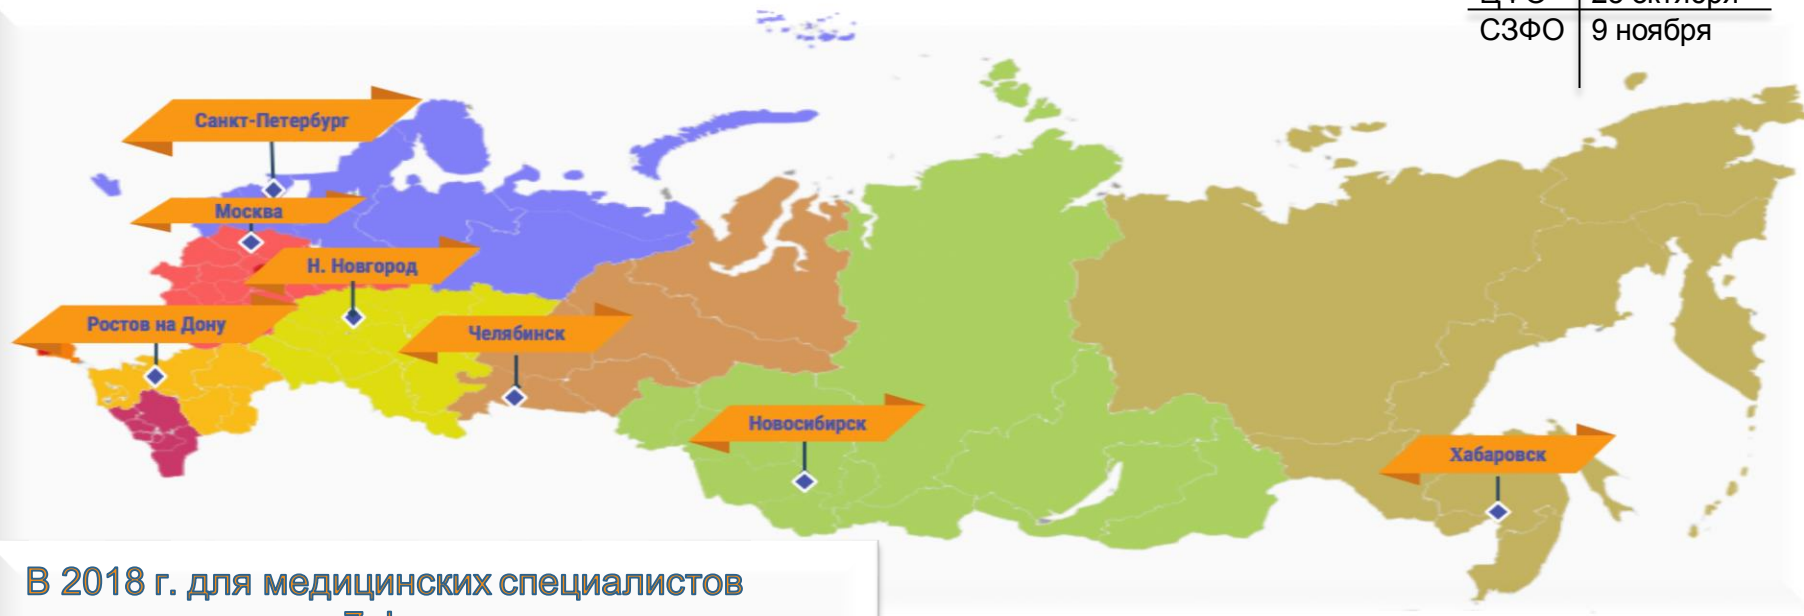 СЗФО 9 ноября
Санкт-Петербург
Москва
Н. Новгород
Ростов на Дону
Челябинск
Новосибирск
Хабаровск
В 2018 г. для медицинских специалистов